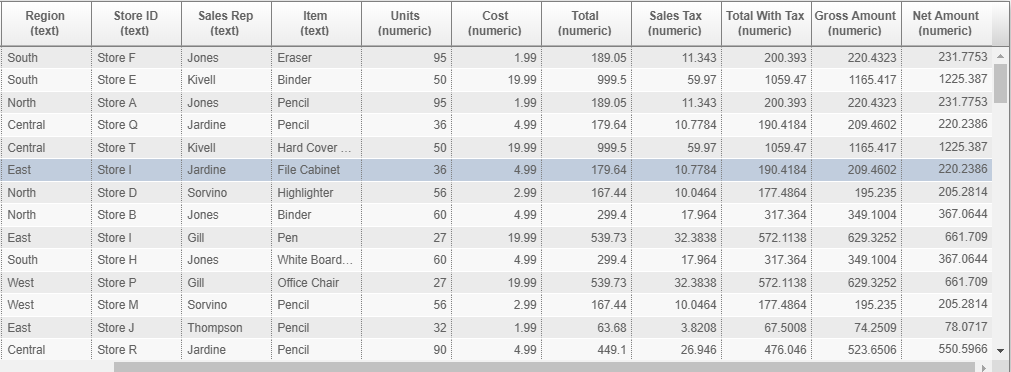 Region Store ID Sales Rep Item Units Cost Total Sales Tax Total With Tax Gross Amount Net Amount
(text) (text) (text) (text) (numeric) (numeric) (numeric) (numeric) (numeric) (numeric) (numeric)
South Store F Jones Eraser 95 1.99 189.05 11.343 200.393 220.4323 231.7753
South Store E Kivell Binder 50 19.99 999.5 59.97 1059.47 1165.417 1225.387
North Store A Jones Pencil 95 1.99 189.05 11.343 200.393 220.4323 231.7753
Central Store Q Jardine Pencil 36 4.99 179.64 10.7784 190.4184 209.4602 220.2386
Central Store T Kivell Hard Cover ... 50 19.99 999.5 59.97 1059.47 1165.417 1225.387
East Store I Jardine File Cabinet 36 4.99 179.64 10.7784 190.4184 209.4602 220.2386
North Store D Sorvino Highlighter 56 2.99 167.44 10.0464 177.4864 195.235 205.2814
North Store B Jones Binder 60 4.99 299.4 17.964 317.364 349.1004 367.0644
East Store I Gill Pen 27 19.99 539.73 32.3838 572.1138 629.3252 661.709
South Store H Jones White Board... 60 4.99 299.4 17.964 317.364 349.1004 367.0644
West Store P Gill Office Chair 27 19.99 539.73 32.3838 572.1138 629.3252 661.709
West Store M Sorvino Pencil 56 2.99 167.44 10.0464 177.4864 195.235 205.2814
East Store J Thompson Pencil 32 1.99 63.68 3.8208 67.5008 74.2509 78.0717
Central Store R Jardine Pencil 90 4.99 449.1 26.946 476.046 523.6506 550.5966